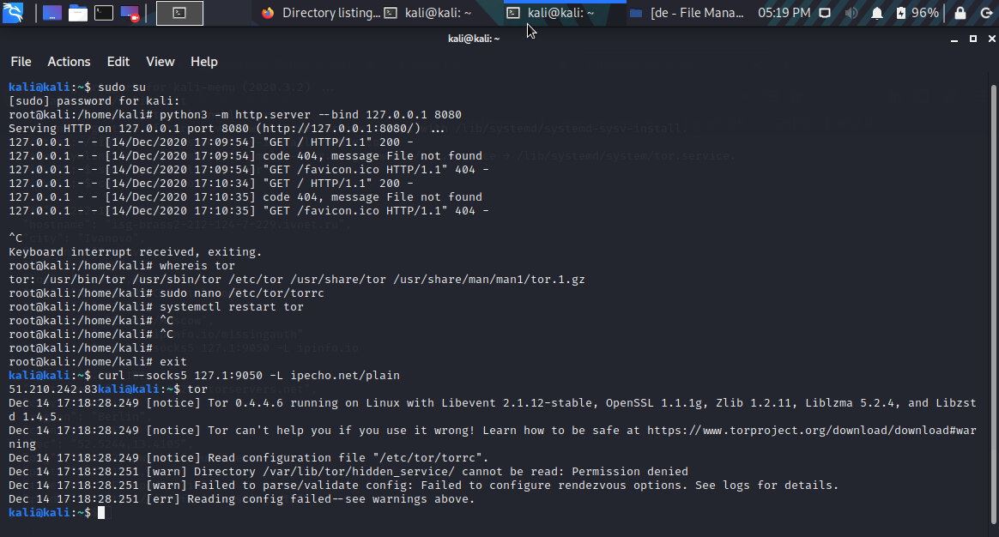 Directory listing... kali@kali: ~ kali@kali: ~ [de - File Mana... 05:19 PM 96%
kali@kali: ~
File Actions Edit View Help
kali@kali:~$ sudo su
[sudo] password for kali:
root@kali:/home/kali# python3 -m http.server --bind 127.0.0.1 8080
Serving HTTP on 127.0.0.1 port 8080 (http://127.0.0.1:8080/) ...
127.0.0.1 - - [14/Dec/2020 17:09:54] "GET / HTTP/1.1" 200 -
127.0.0.1 - - [14/Dec/2020 17:09:54] code 404, message File not found
127.0.0.1 - - [14/Dec/2020 17:09:54] "GET /favicon.ico HTTP/1.1" 404 -
127.0.0.1 - - [14/Dec/2020 17:10:34] "GET / HTTP/1.1" 200 -
127.0.0.1 - - [14/Dec/2020 17:10:35] code 404, message File not found
127.0.0.1 - - [14/Dec/2020 17:10:35] "GET /favicon.ico HTTP/1.1" 404 -
^C
Keyboard interrupt received, exiting.
root@kali:/home/kali# whereis tor
tor: /usr/bin/tor /usr/sbin/tor /etc/tor /usr/share/tor /usr/share/man/man1/tor.1.gz
root@kali:/home/kali# sudo nano /etc/tor/torrc
root@kali:/home/kali# systemctl restart tor
root@kali:/home/kali# ^C
root@kali:/home/kali# ^C
root@kali:/home/kali#
root@kali:/home/kali# exit
kali@kali:~$ curl --socks5 127.1:9050 -L ipecho.net/plain
51.210.242.83kali@kali:~$ tor
Dec 14 17:18:28.249 [notice] Tor 0.4.4.6 running on Linux with Libevent 2.1.12-stable, OpenSSL 1.1.1g, Zlib 1.2.11, Liblzma 5.2.4, and Libzst
d 1.4.5.
Dec 14 17:18:28.249 [notice] Tor can't help you if you use it wrong! Learn how to be safe at https://www.torproject.org/download/download#war
ning
Dec 14 17:18:28.249 [notice] Read configuration file "/etc/tor/torrc".
Dec 14 17:18:28.251 [warn] Directory /var/lib/tor/hidden_service/ cannot be read: Permission denied
Dec 14 17:18:28.251 [warn] Failed to parse/validate config: Failed to configure rendezvous options. See logs for details.
Dec 14 17:18:28.251 [err] Reading config failed--see warnings above.
kali@kali:~$